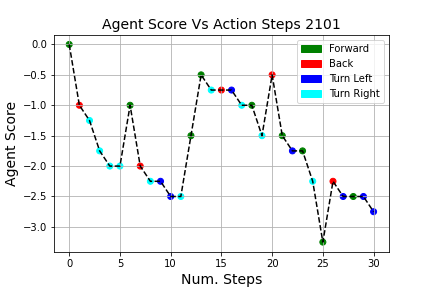 Agent Score Vs Action Steps 2101
Agent Score
0.0
−0.5
−1.0
−1.5
−2.0
−2.5
−3.0
Forward
Back
Turn Left
Turn Right
0 5 10 15 20 25 30
Num. Steps